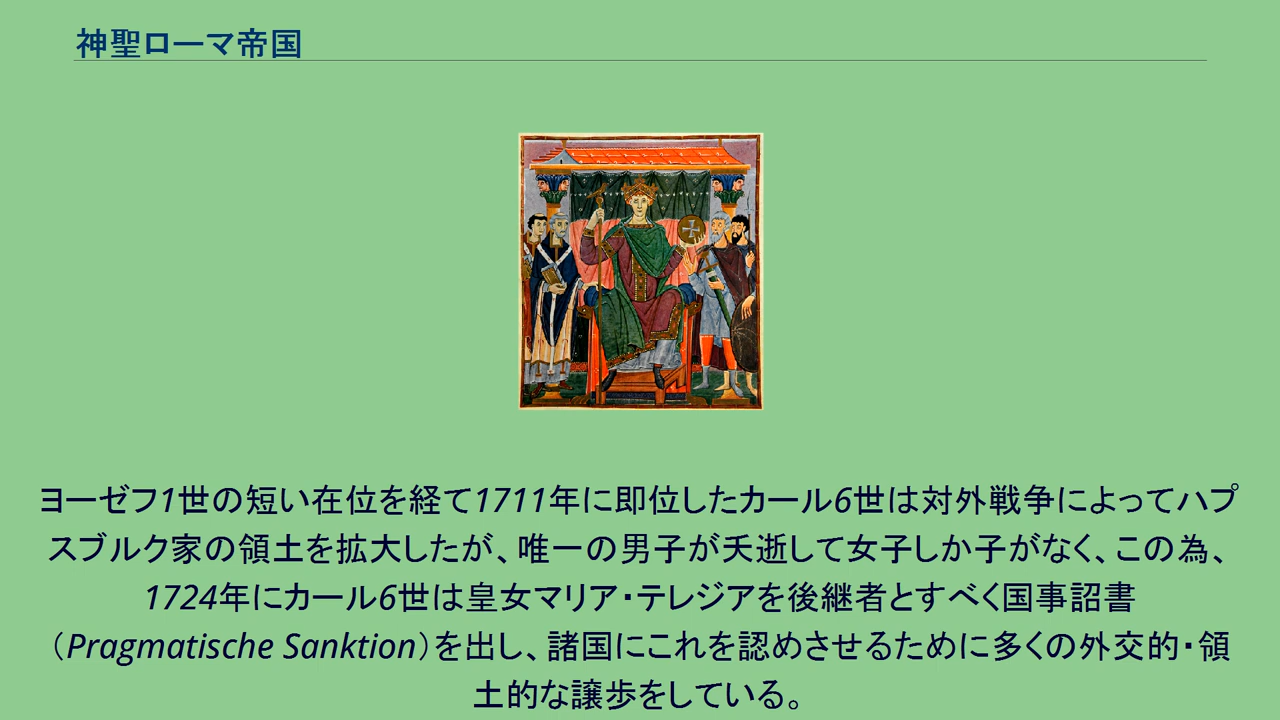 神聖ローマ帝国
ヨーゼフ1世の短い在位を経て1711年に即位したカール6世は対外戦争によってハプ
スブルク家の領土を拡大したが、唯一の男子が夭逝して女子しか子がなく、この為、
1724年にカール6世は皇女マリア・テレジアを後継者とすべく国事詔書
（Pragmatische Sanktion）を出し、諸国にこれを認めさせるために多くの外交的・領
土的な譲歩をしている。